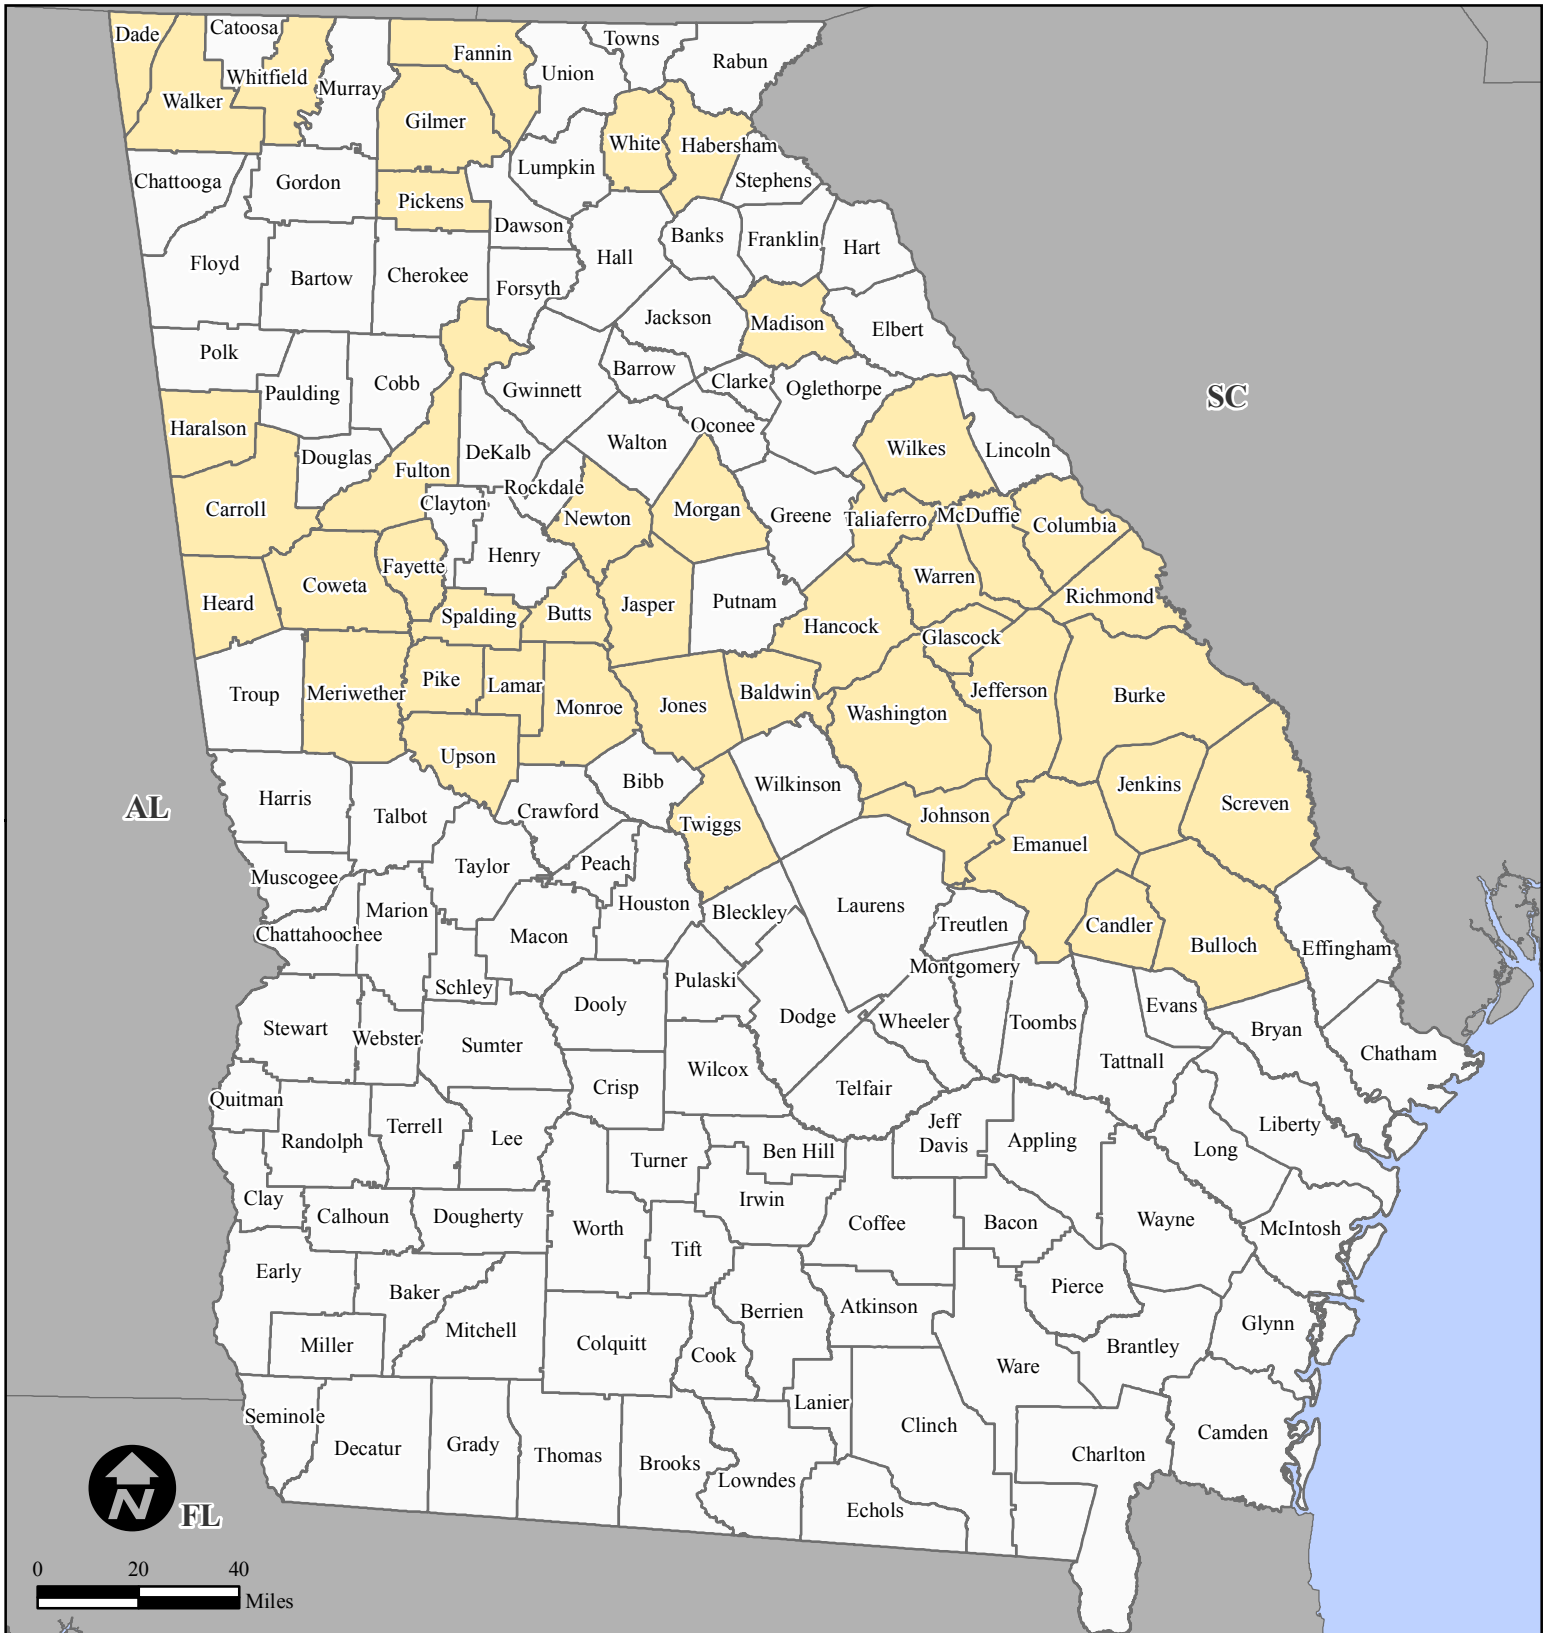 Dade
Catoosa
Whitfield
Walker
Murray
Fannin
Gilmer
Union
Towns
Rabun
White
Habersham
Lumpkin
Stephens
Chattooga
Gordon
Pickens
Dawson
Hall
Banks
Franklin
Hart
Floyd
Bartow
Cherokee
Forsyth
Jackson
Madison
Elbert
Polk
Paulding
Cobb
Gwinnett
Barrow
Clarke
Oglethorpe
SC
Haralson
Douglas
Fulton
DeKalb
Walton
Oconee
Wilkes
Lincoln
Carroll
Clayton
Rockdale
Newton
Morgan
Greene
Taliaferro
McDuffie
Columbia
Henry
Fayette
Coweta
Heard
Spalding
Butts
Jasper
Putnam
Hancock
Warren
Richmond
Glascock
Troup
Meriwether
Pike
Lamar
Monroe
Jones
Baldwin
Washington
Jefferson
Burke
Upson
Bibb
Wilkinson
Jenkins
Screven
AL
Harris
Talbot
Crawford
Twiggs
Johnson
Emanuel
Muscogee
Taylor
Peach
Houston
Bleckley
Laurens
Treutlen
Candler
Bulloch
Effingham
Chattahoochee
Marion
Macon
Schley
Pulaski
Montgomery
Dooly
Dodge
Wheeler
Toombs
Evans
Bryan
Stewart
Webster
Sumter
Crisp
Wilcox
Telfair
Tattnall
Chatham
Quitman
Randolph
Terrell
Lee
Turner
Ben Hill
Jeff
Davis
Appling
Long
Liberty
Clay
Calhoun
Dougherty
Worth
Irwin
Tift
Coffee
Bacon
Wayne
McIntosh
Early
Baker
Mitchell
Miller
Colquitt
Cook
Berrien
Atkinson
Pierce
Brantley
Glynn
Ware
Seminole
Decatur
Grady
Thomas
Brooks
Lanier
Lowndes
Clinch
Echols
Charlton
Camden
N
FL
0 20 40
Miles